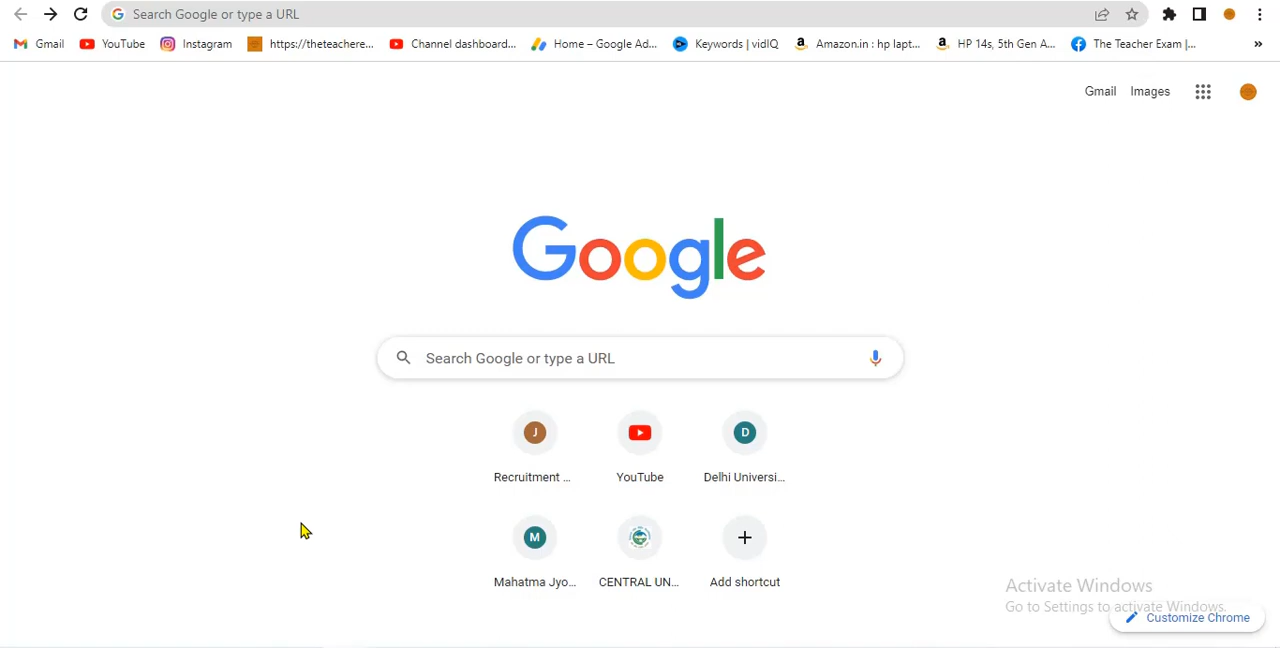 Search Google or type a URL
Gmail YouTube Instagram https://theteachere... Channel dashboard... Home – Google Ad... Keywords | vidIQ Amazon.in : hp lapt... HP 14s, 5th Gen A... The Teacher Exam |... »
Gmail Images
Google
Search Google or type a URL
J D
Recruitment ... YouTube Delhi Universi...
M
Mahatma Jyo... CENTRAL UN... Add shortcut
Activate Windows
Go to Settings to activate Windows.
Customize Chrome